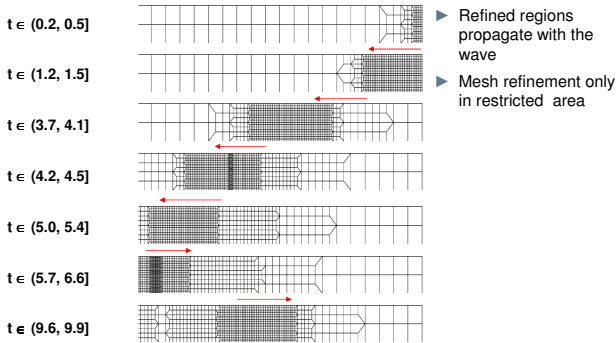 t ∈ (0.2, 0.5]
t ∈ (1.2, 1.5]
t ∈ (3.7, 4.1]
t ∈ (4.2, 4.5]
t ∈ (5.0, 5.4]
t ∈ (5.7, 6.6]
t ∈ (9.6, 9.9]
Refined regions
propagate with the
wave
Mesh refinement only
in restricted area